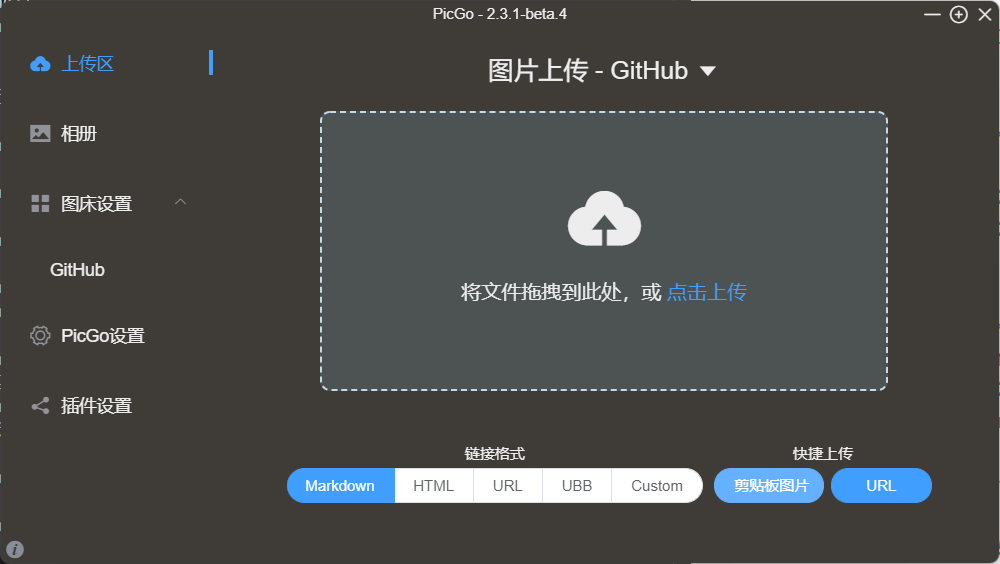 PicGo - 2.3.1-beta.4
上传区
相册
图床设置
GitHub
PicGo设置
插件设置
图片上传 - GitHub
将文件拖拽到此处，或 点击上传
链接格式
Markdown HTML URL UBB Custom
快捷上传
剪贴板图片 URL